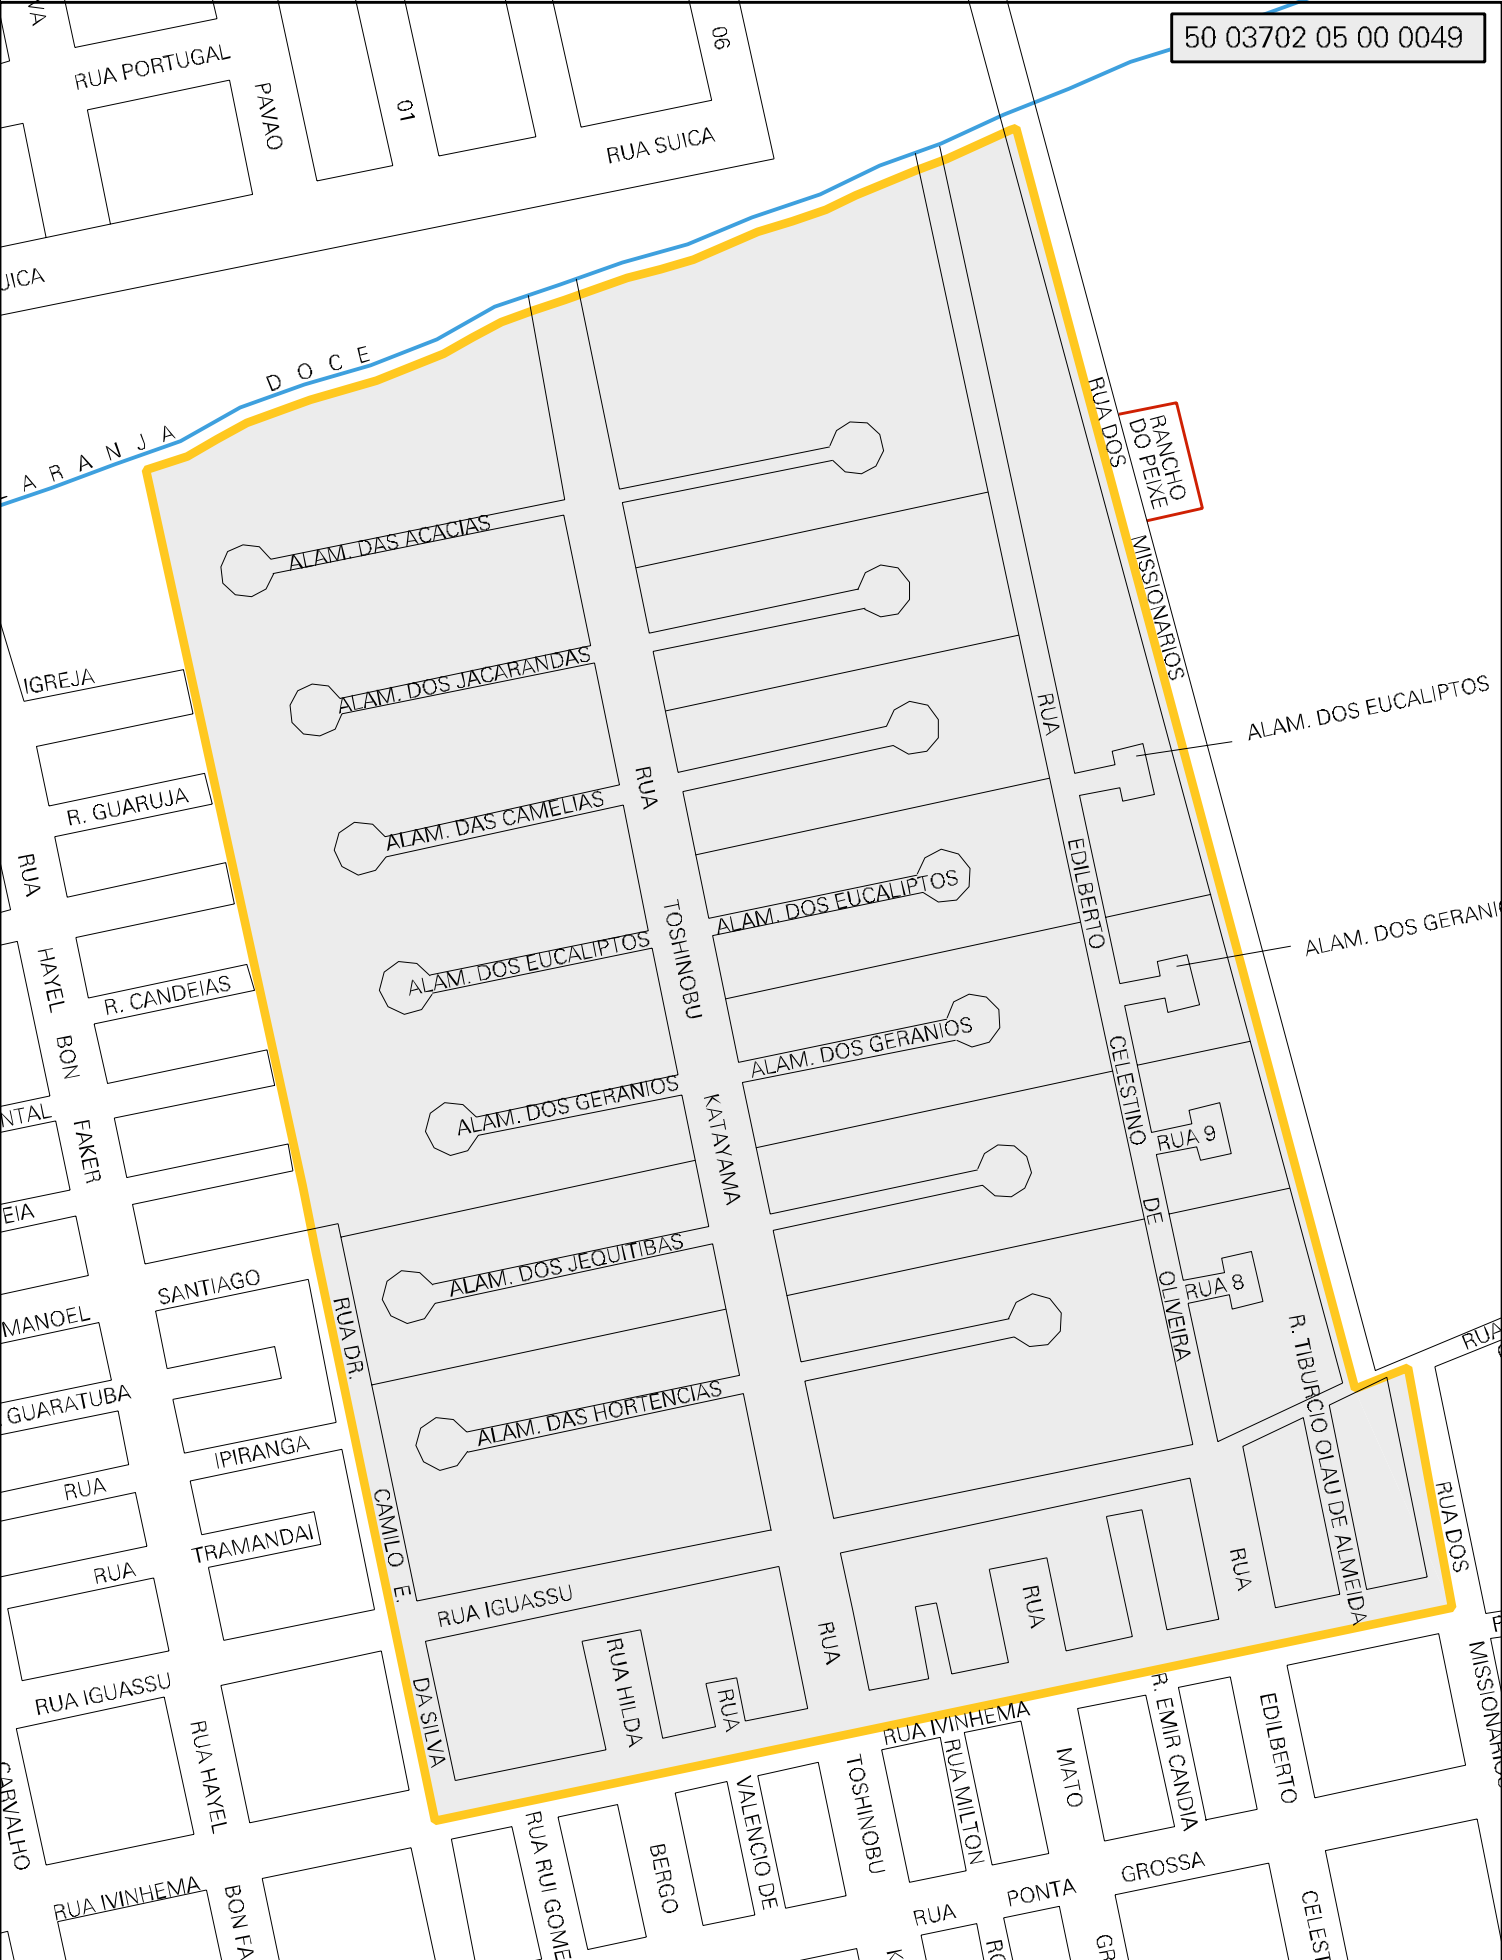 50 03702 05 00 0049
RUA PORTUGAL
PAVAO
01
06
RUA SUICA
UICA
LARANJA DOCE
RUA DOS MISSIONARIOS
RANCHO
DO PEIXE
ALAM. DAS ACACIAS
ALAM. DOS JACARANDAS
IGREJA
ALAM. DOS EUCALIPTOS
RUA EDILBERTO CELESTINO DE OLIVEIRA
RUA TOSHINOBU KATAYAMA
R. GUARUJA
ALAM. DAS CAMELIAS
RUA HAYEL BON FAKER
ALAM. DOS EUCALIPTOS
ALAM. DOS EUCALIPTOS
ALAM. DOS GERANI
R. CANDEIAS
ALAM. DOS GERANIOS
ALAM. DOS GERANIOS
NTAL
RUA 9
EIA
ALAM. DOS JEQUITIBAS
SANTIAGO
RUA 8
MANOEL
RUA DR. CAMILO E. DA SILVA
R. TIBURCIO OLAU DE ALMEIDA
RUA
GUARATUBA
ALAM. DAS HORTENCIAS
IPIRANGA
RUA
TRAMANDAI
RUA
RUA DOS
MISSIONARIOS
RUA IGUASSU
RUA
RUA
RUA
RUA HILDA
RUA
RUA IGUASSU
RUA HAYEL
BON FA
CARVALHO
RUA IVINHEMA
RUA IVINHEMA
RUA RUI GOME
BERGO
VALENCIO DE
TOSHINOBU
RUA MILTON
MATO
R. EMIR CANDIA
EDILBERTO
GROSSA
PONTA
RUA
CELEST
GR